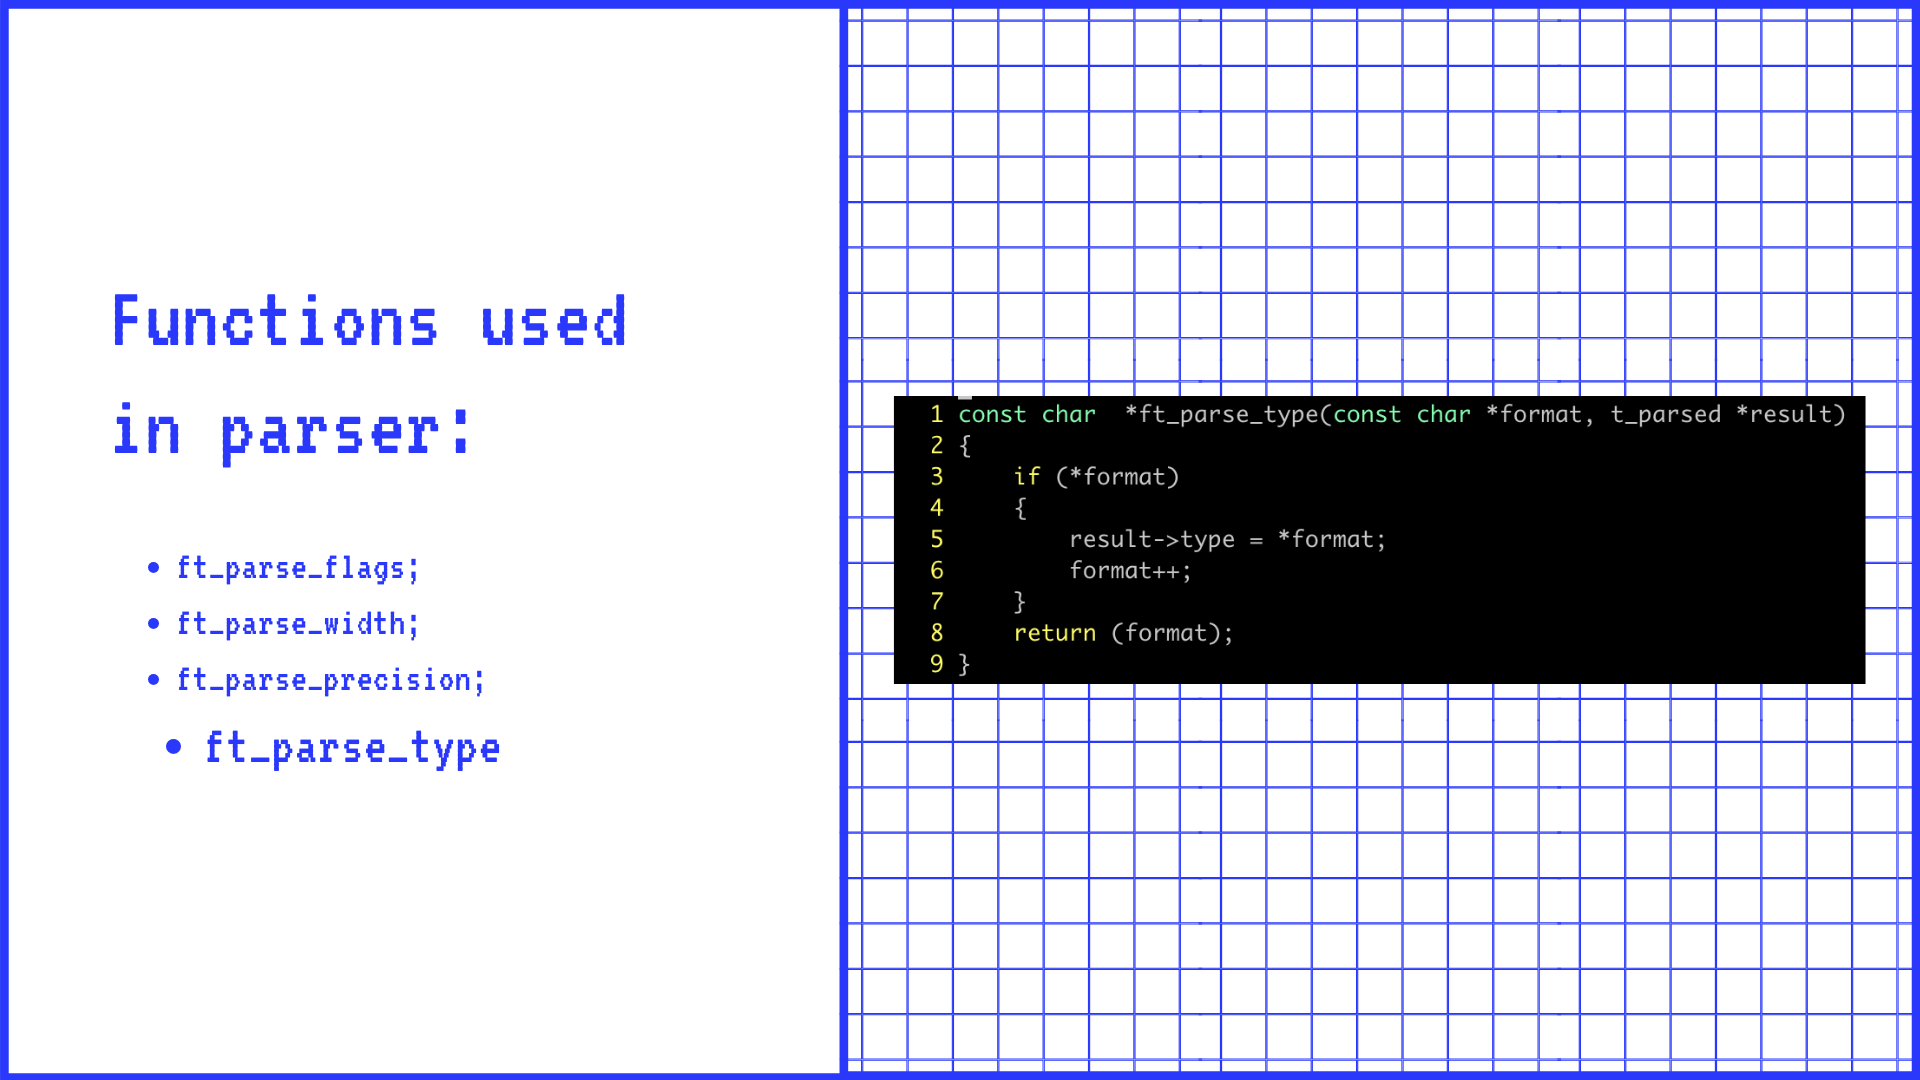 Functions used
in parser:
• ft_parse_flags;
• ft_parse_width;
• ft_parse_precision;
• ft_parse_type
1 const char  *ft_parse_type(const char *format, t_parsed *result)
2 {
3     if (*format)
4     {
5         result->type = *format;
6         format++;
7     }
8     return (format);
9 }